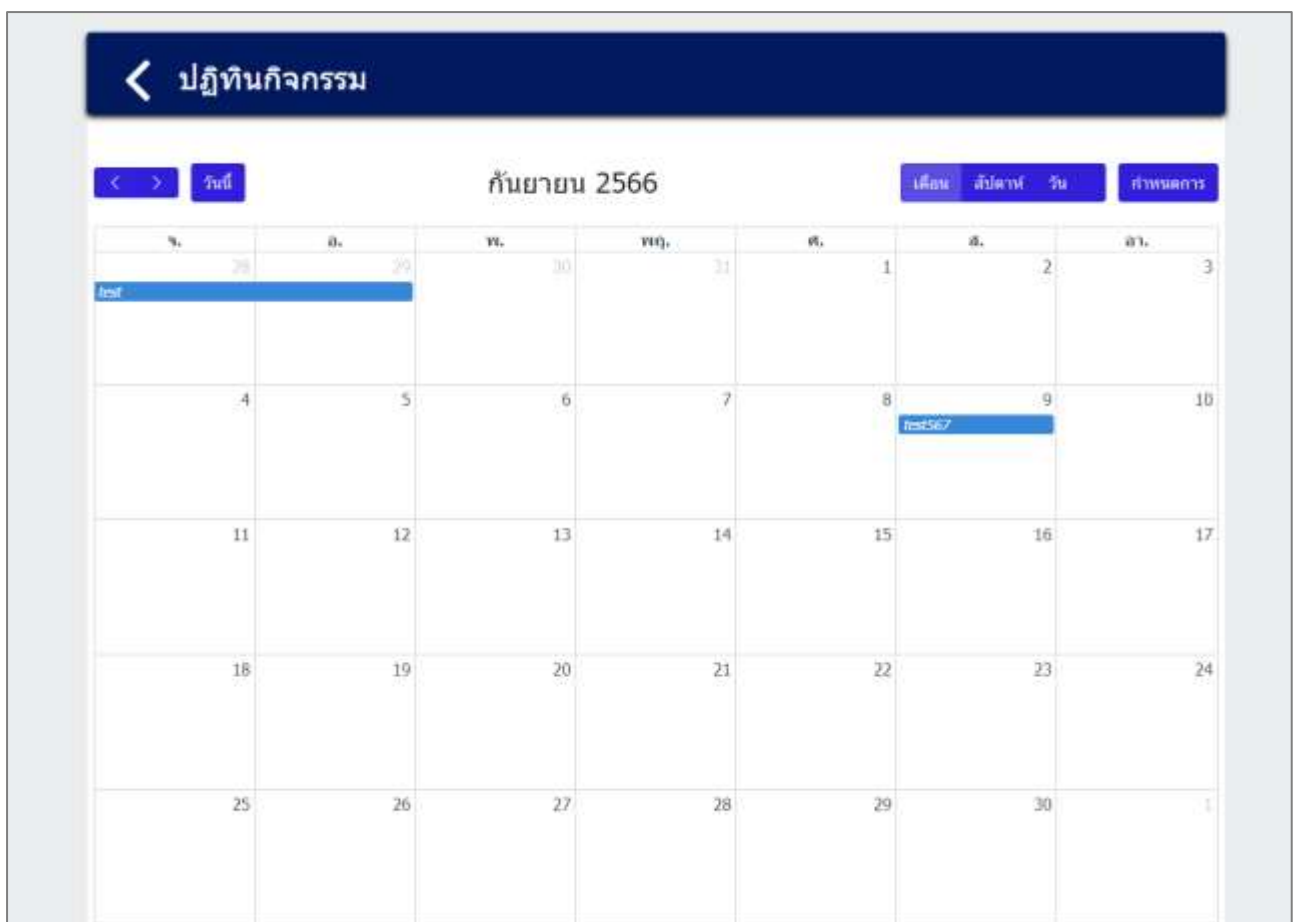 ปฏิทินกิจกรรม
วันนี้ กันยายน 2566 เดือน สัปดาห์ วัน กำหนดการ
จ. อ. พ. พฤ. ศ. ส. อา.
28 29 30 31 1 2 3
test
4 5 6 7 8 9 10
test567
11 12 13 14 15 16 17
18 19 20 21 22 23 24
25 26 27 28 29 30 1